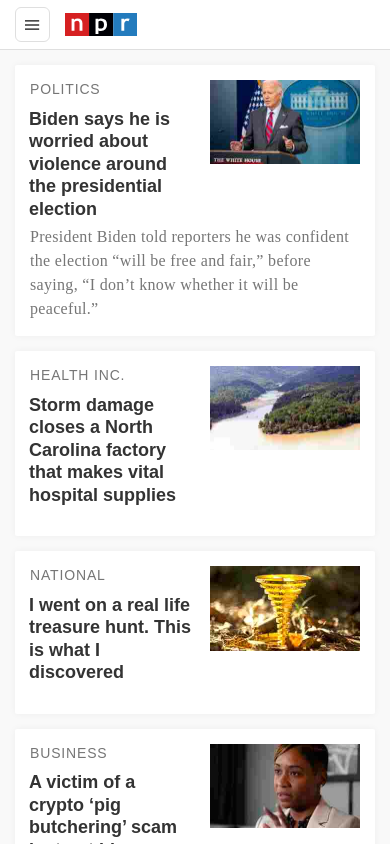 npr
POLITICS
Biden says he is
worried about
violence around
the presidential
election
THE WHITE HOUSE
President Biden told reporters he was confident
the election “will be free and fair,” before
saying, “I don’t know whether it will be
peaceful.”
HEALTH INC.
Storm damage
closes a North
Carolina factory
that makes vital
hospital supplies
NATIONAL
I went on a real life
treasure hunt. This
is what I
discovered
BUSINESS
A victim of a
crypto ‘pig
butchering’ scam